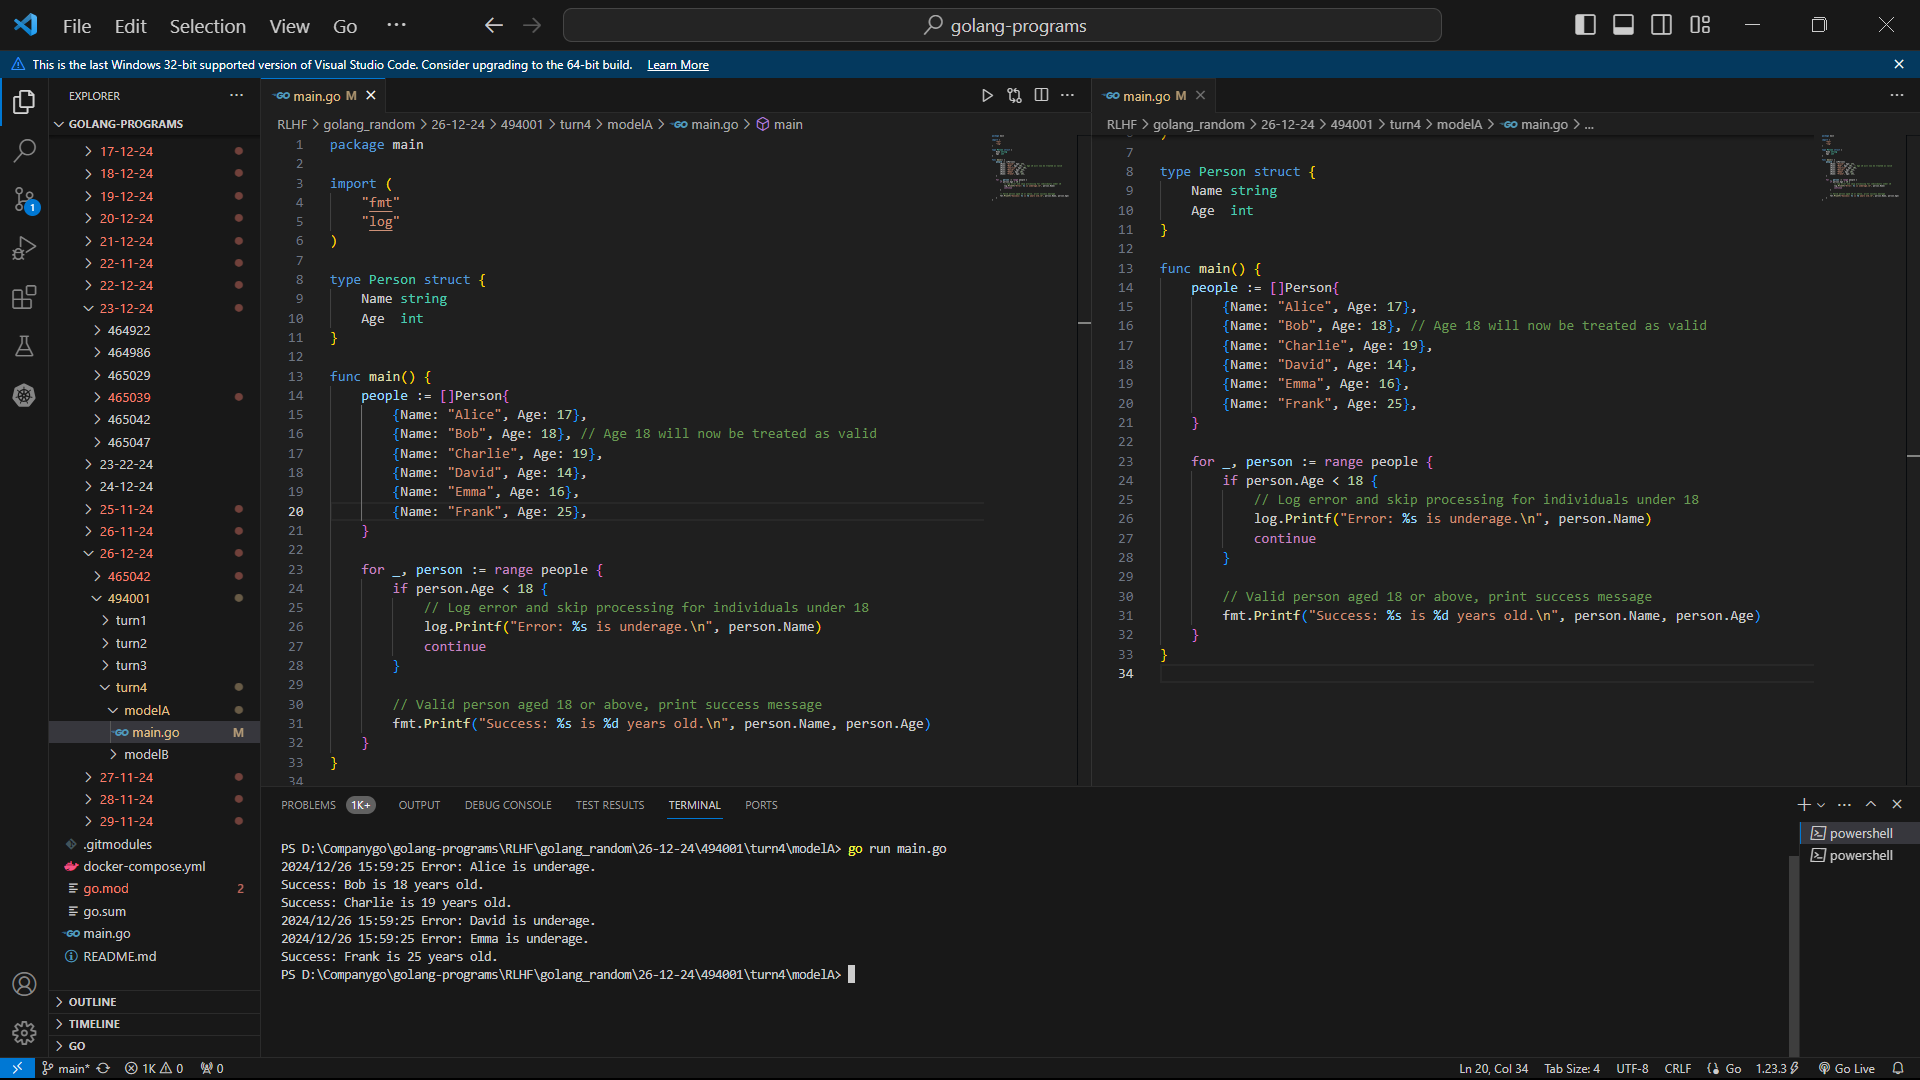 File Edit Selection View Go ···
golang-programs
This is the last Windows 32-bit supported version of Visual Studio Code. Consider upgrading to the 64-bit build. Learn More
EXPLORER
GOLANG-PROGRAMS
17-12-24
18-12-24
19-12-24
20-12-24
21-12-24
22-11-24
22-12-24
23-12-24
464922
464986
465029
465039
465042
465047
23-22-24
24-12-24
25-11-24
26-11-24
26-12-24
465042
494001
turn1
turn2
turn3
turn4
modelA
main.go M
modelB
27-11-24
28-11-24
29-11-24
.gitmodules
docker-compose.yml
go.mod 2
go.sum
main.go
README.md
OUTLINE
TIMELINE
GO
main.go M
RLHF > golang_random > 26-12-24 > 494001 > turn4 > modelA > main.go > main
1 package main
2
3 import (
4 "fmt"
5 "log"
6 )
7
8 type Person struct {
9 Name string
10 Age int
11 }
12
13 func main() {
14 people := []Person{
15 {Name: "Alice", Age: 17},
16 {Name: "Bob", Age: 18}, // Age 18 will now be treated as valid
17 {Name: "Charlie", Age: 19},
18 {Name: "David", Age: 14},
19 {Name: "Emma", Age: 16},
20 {Name: "Frank", Age: 25},
21 }
22
23 for _, person := range people {
24 if person.Age < 18 {
25 // Log error and skip processing for individuals under 18
26 log.Printf("Error: %s is underage.\n", person.Name)
27 continue
28 }
29
30 // Valid person aged 18 or above, print success message
31 fmt.Printf("Success: %s is %d years old.\n", person.Name, person.Age)
32 }
33 }
34
main.go M
RLHF > golang_random > 26-12-24 > 494001 > turn4 > modelA > main.go > ...
7
8 type Person struct {
9 Name string
10 Age int
11 }
12
13 func main() {
14 people := []Person{
15 {Name: "Alice", Age: 17},
16 {Name: "Bob", Age: 18}, // Age 18 will now be treated as valid
17 {Name: "Charlie", Age: 19},
18 {Name: "David", Age: 14},
19 {Name: "Emma", Age: 16},
20 {Name: "Frank", Age: 25},
21 }
22
23 for _, person := range people {
24 if person.Age < 18 {
25 // Log error and skip processing for individuals under 18
26 log.Printf("Error: %s is underage.\n", person.Name)
27 continue
28 }
29
30 // Valid person aged 18 or above, print success message
31 fmt.Printf("Success: %s is %d years old.\n", person.Name, person.Age)
32 }
33 }
34
PROBLEMS 1K+ OUTPUT DEBUG CONSOLE TEST RESULTS TERMINAL PORTS
PS D:\Companygo\golang-programs\RLHF\golang_random\26-12-24\494001\turn4\modelA> go run main.go
2024/12/26 15:59:25 Error: Alice is underage.
Success: Bob is 18 years old.
Success: Charlie is 19 years old.
2024/12/26 15:59:25 Error: David is underage.
2024/12/26 15:59:25 Error: Emma is underage.
Success: Frank is 25 years old.
PS D:\Companygo\golang-programs\RLHF\golang_random\26-12-24\494001\turn4\modelA>
powershell
powershell
main* 1K 0 0 Ln 20, Col 34 Tab Size: 4 UTF-8 CRLF Go 1.23.3 Go Live